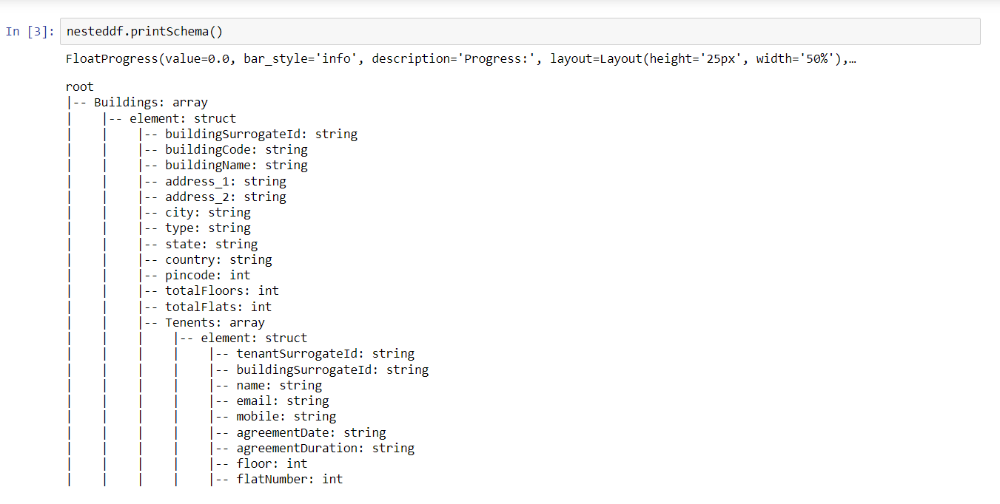 In [3]: nesteddf.printSchema()
FloatProgress(value=0.0, bar_style='info', description='Progress:', layout=Layout(height='25px', width='50%'),…
root
|-- Buildings: array
|    |-- element: struct
|    |    |-- buildingSurrogateId: string
|    |    |-- buildingCode: string
|    |    |-- buildingName: string
|    |    |-- address_1: string
|    |    |-- address_2: string
|    |    |-- city: string
|    |    |-- type: string
|    |    |-- state: string
|    |    |-- country: string
|    |    |-- pincode: int
|    |    |-- totalFloors: int
|    |    |-- totalFlats: int
|    |    |-- Tenents: array
|    |    |    |-- element: struct
|    |    |    |    |-- tenantSurrogateId: string
|    |    |    |    |-- buildingSurrogateId: string
|    |    |    |    |-- name: string
|    |    |    |    |-- email: string
|    |    |    |    |-- mobile: string
|    |    |    |    |-- agreementDate: string
|    |    |    |    |-- agreementDuration: string
|    |    |    |    |-- floor: int
|    |    |    |    |-- flatNumber: int